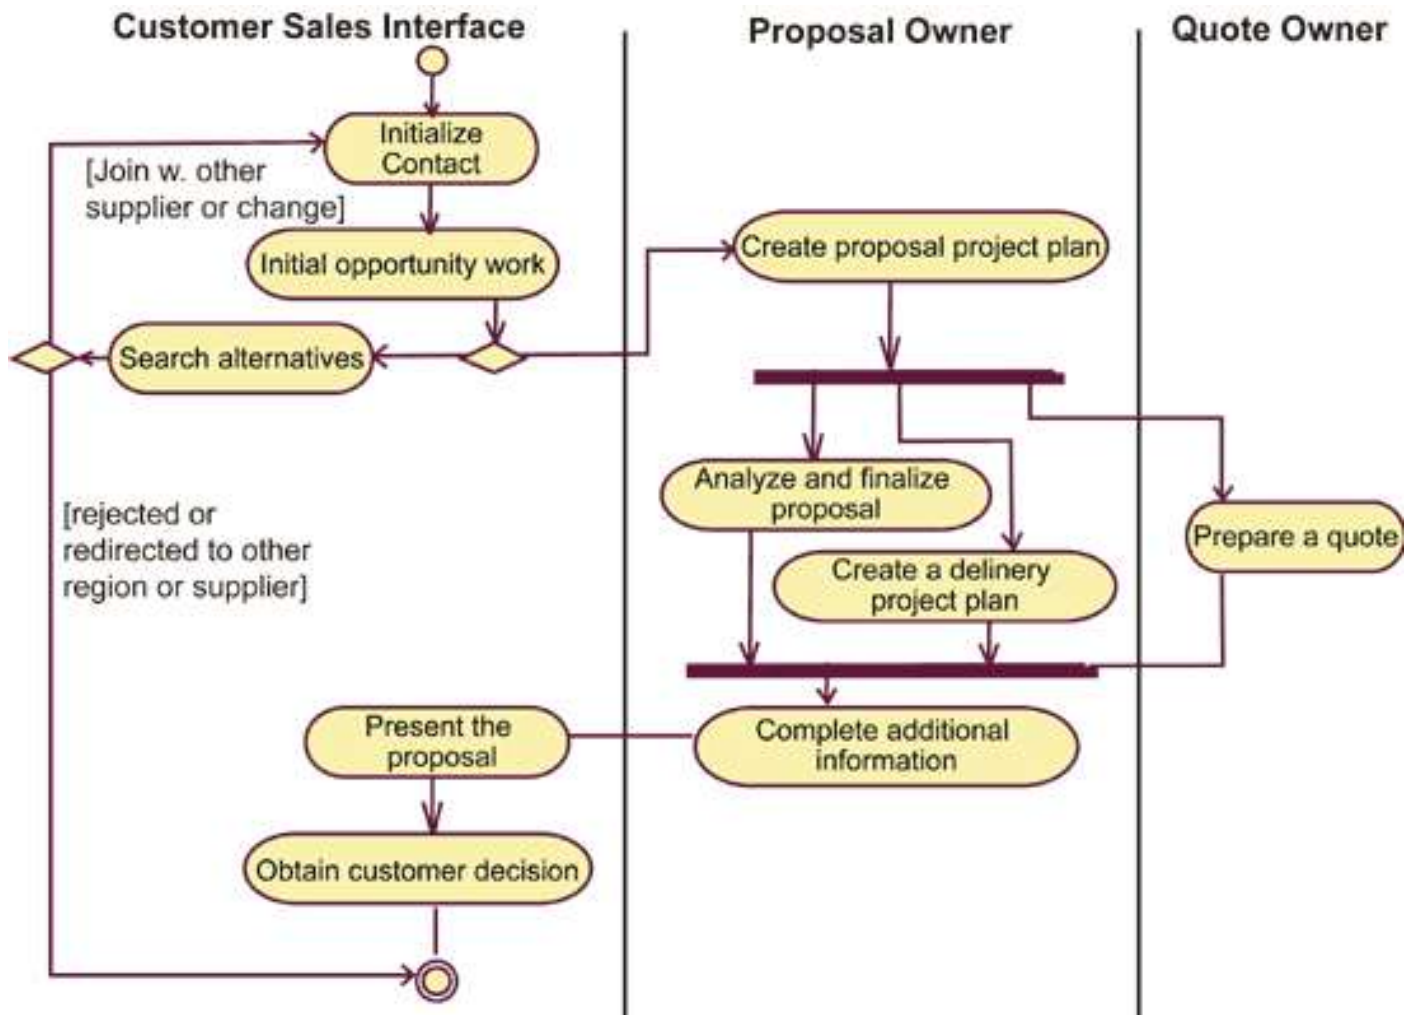 Customer Sales Interface
Proposal Owner
Quote Owner
Initialize
Contact
[Join w. other
supplier or change]
Initial opportunity work
Create proposal project plan
Search alternatives
Analyze and finalize
proposal
[rejected or
redirected to other
region or supplier]
Prepare a quote
Create a delinery
project plan
Present the
proposal
Complete additional
information
Obtain customer decision